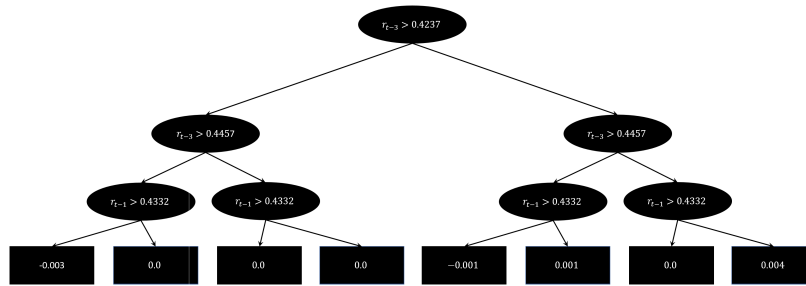 r_{t−3} > 0.4237
r_{t−3} > 0.4457
r_{t−3} > 0.4457
r_{t−1} > 0.4332
r_{t−1} > 0.4332
r_{t−1} > 0.4332
r_{t−1} > 0.4332
-0.003
0.0
0.0
0.0
−0.001
0.001
0.0
0.004